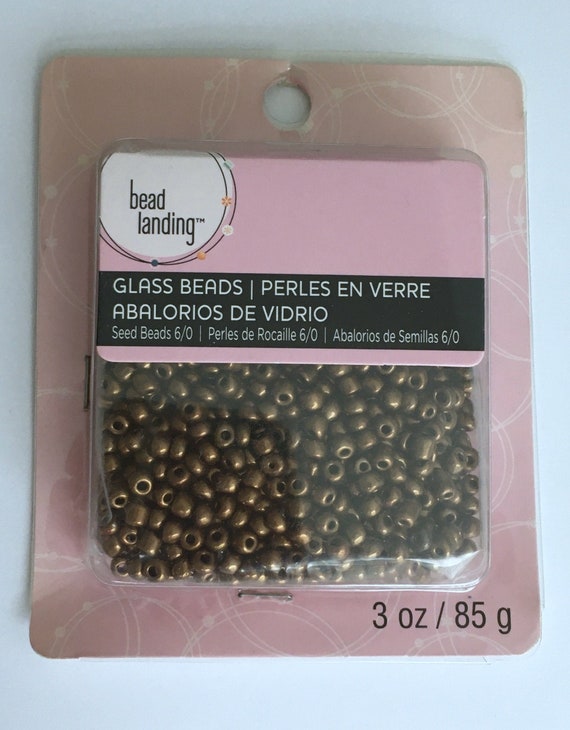 bead
landing™
GLASS BEADS | PERLES EN VERRE
ABALORIOS DE VIDRIO
Seed Beads 6/0 | Perles de Rocaille 6/0 | Abalorios de Semillas 6/0
3 oz / 85 g